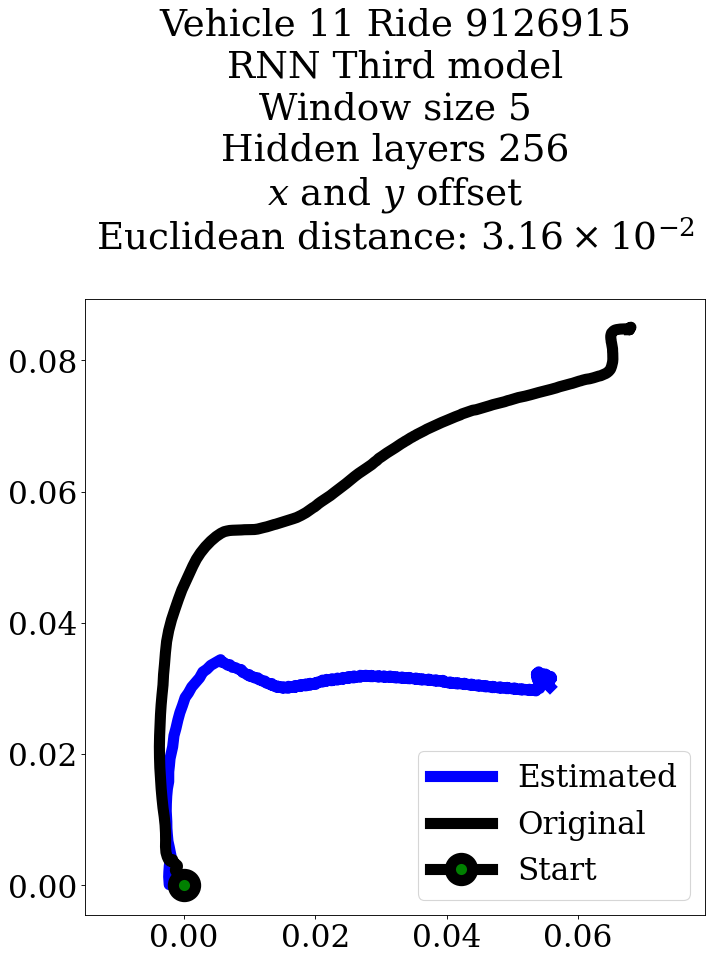 Vehicle 11 Ride 9126915
RNN Third model
Window size 5
Hidden layers 256
x and y offset
Euclidean distance: 3.16 × 10⁻²
0.08
0.06
0.04
0.02
0.00
Estimated
Original
Start
0.00 0.02 0.04 0.06